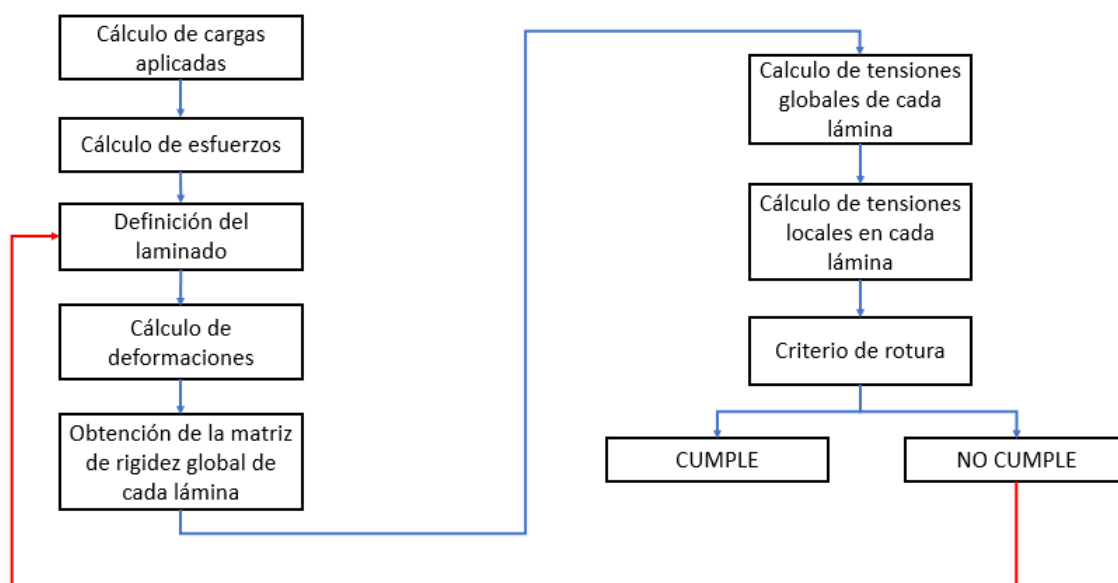 Cálculo de cargas
aplicadas
Cálculo de esfuerzos
Definición del
laminado
Cálculo de
deformaciones
Obtención de la matriz
de rigidez global de
cada lámina
Calculo de tensiones
globales de cada
lámina
Cálculo de tensiones
locales en cada
lámina
Criterio de rotura
CUMPLE
NO CUMPLE